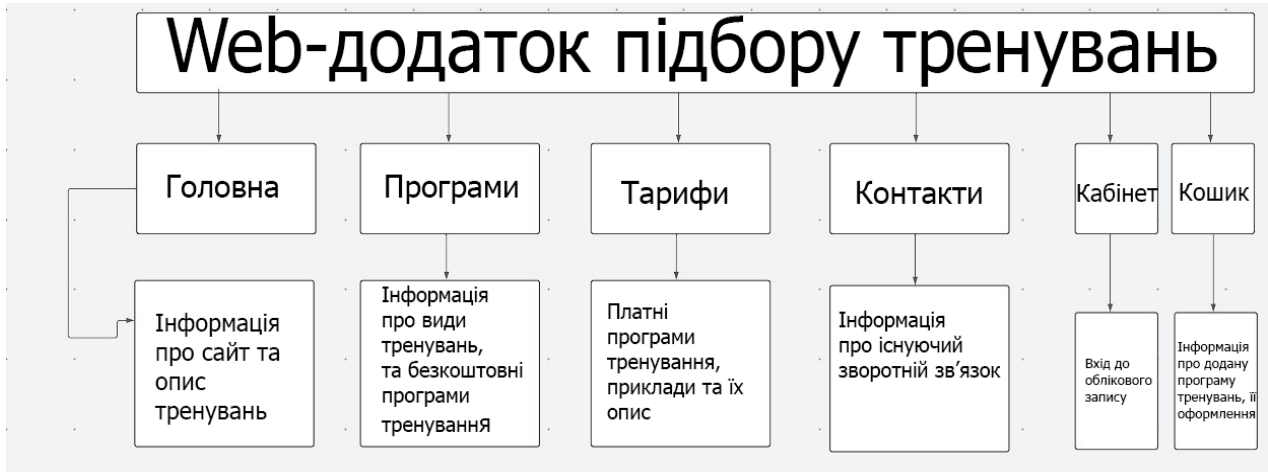 Web-додаток підбору тренувань
Головна
Програми
Тарифи
Контакти
Кабінет
Кошик
Інформація
про сайт та
опис
тренувань
Інформація
про види
тренувань,
та безкоштовні
програми
тренування
Платні
програми
тренування,
приклади та їх
опис
Інформація
про існуючий
зворотній зв’язок
Вхід до
облікового
запису
Інформація
про додану
програму
тренувань, її
оформлення